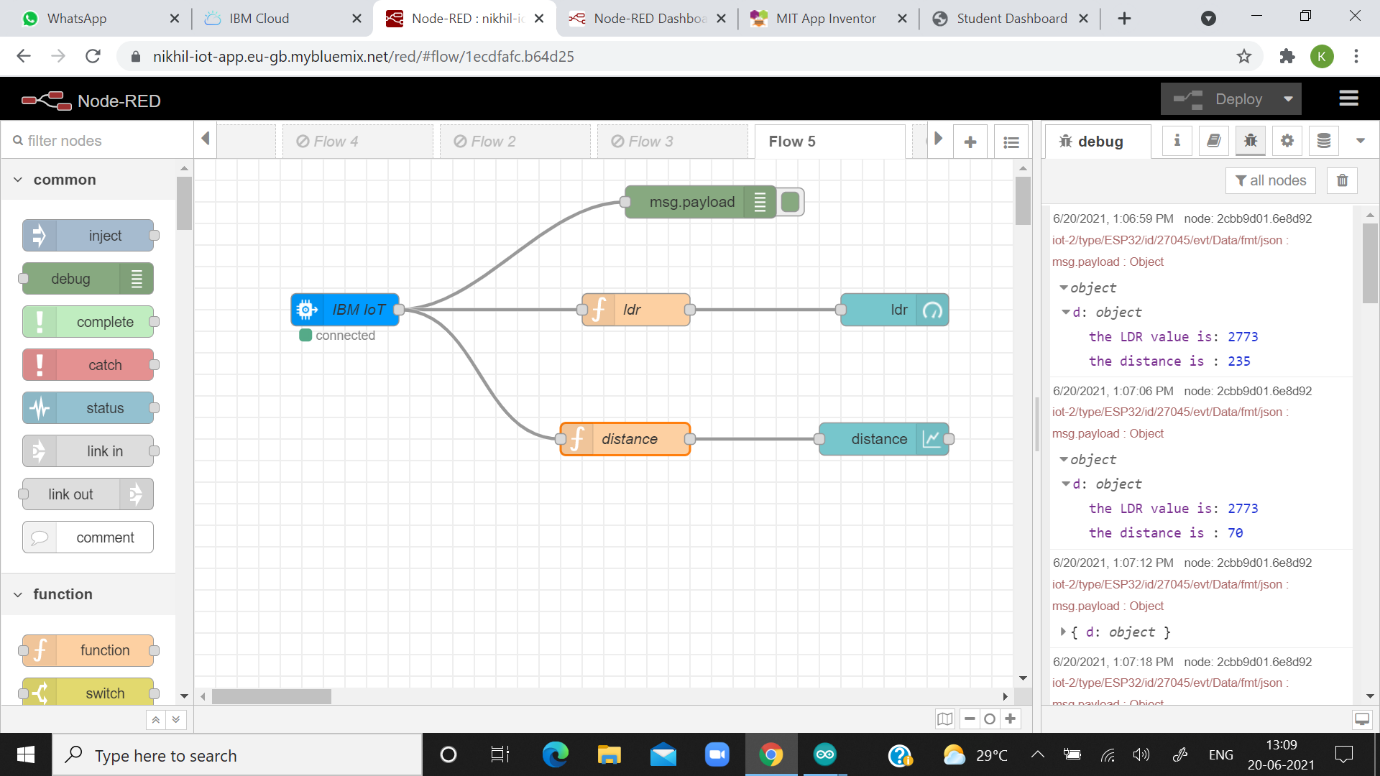 WhatsApp
IBM Cloud
Node-RED : nikhil-io
Node-RED Dashboa
MIT App Inventor
Student Dashboard
nikhil-iot-app.eu-gb.mybluemix.net/red/#flow/1ecdfafc.b64d25
K
Node-RED
Deploy
filter nodes
Flow 4
Flow 2
Flow 3
Flow 5
debug
common
all nodes
inject
debug
complete
catch
status
link in
link out
comment
function
function
switch
msg.payload
IBM IoT
connected
ldr
ldr
distance
distance
6/20/2021, 1:06:59 PM node: 2cbb9d01.6e8d92
iot-2/type/ESP32/id/27045/evt/Data/fmt/json :
msg.payload : Object
object
d: object
the LDR value is: 2773
the distance is : 235
6/20/2021, 1:07:06 PM node: 2cbb9d01.6e8d92
iot-2/type/ESP32/id/27045/evt/Data/fmt/json :
msg.payload : Object
object
d: object
the LDR value is: 2773
the distance is : 70
6/20/2021, 1:07:12 PM node: 2cbb9d01.6e8d92
iot-2/type/ESP32/id/27045/evt/Data/fmt/json :
msg.payload : Object
{ d: object }
6/20/2021, 1:07:18 PM node: 2cbb9d01.6e8d92
iot-2/type/ESP32/id/27045/evt/Data/fmt/json :
msg.payload : Object
Type here to search
29°C
ENG
13:09
20-06-2021